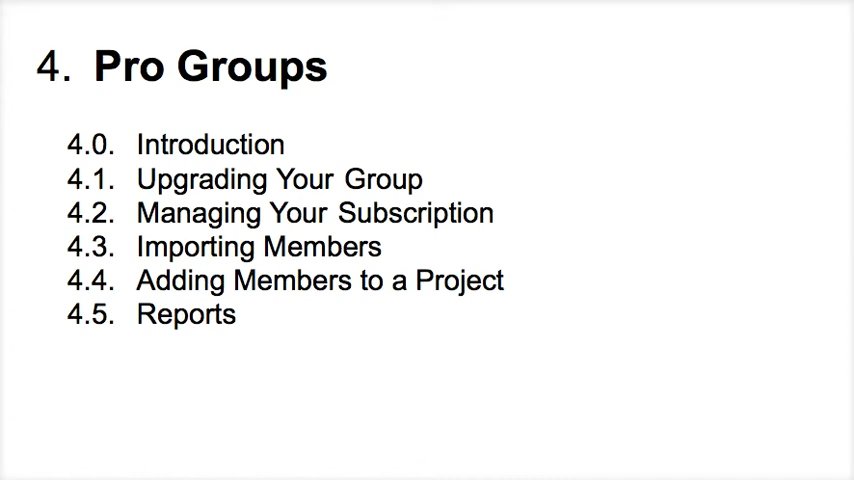 4. Pro Groups
4.0. Introduction
4.1. Upgrading Your Group
4.2. Managing Your Subscription
4.3. Importing Members
4.4. Adding Members to a Project
4.5. Reports